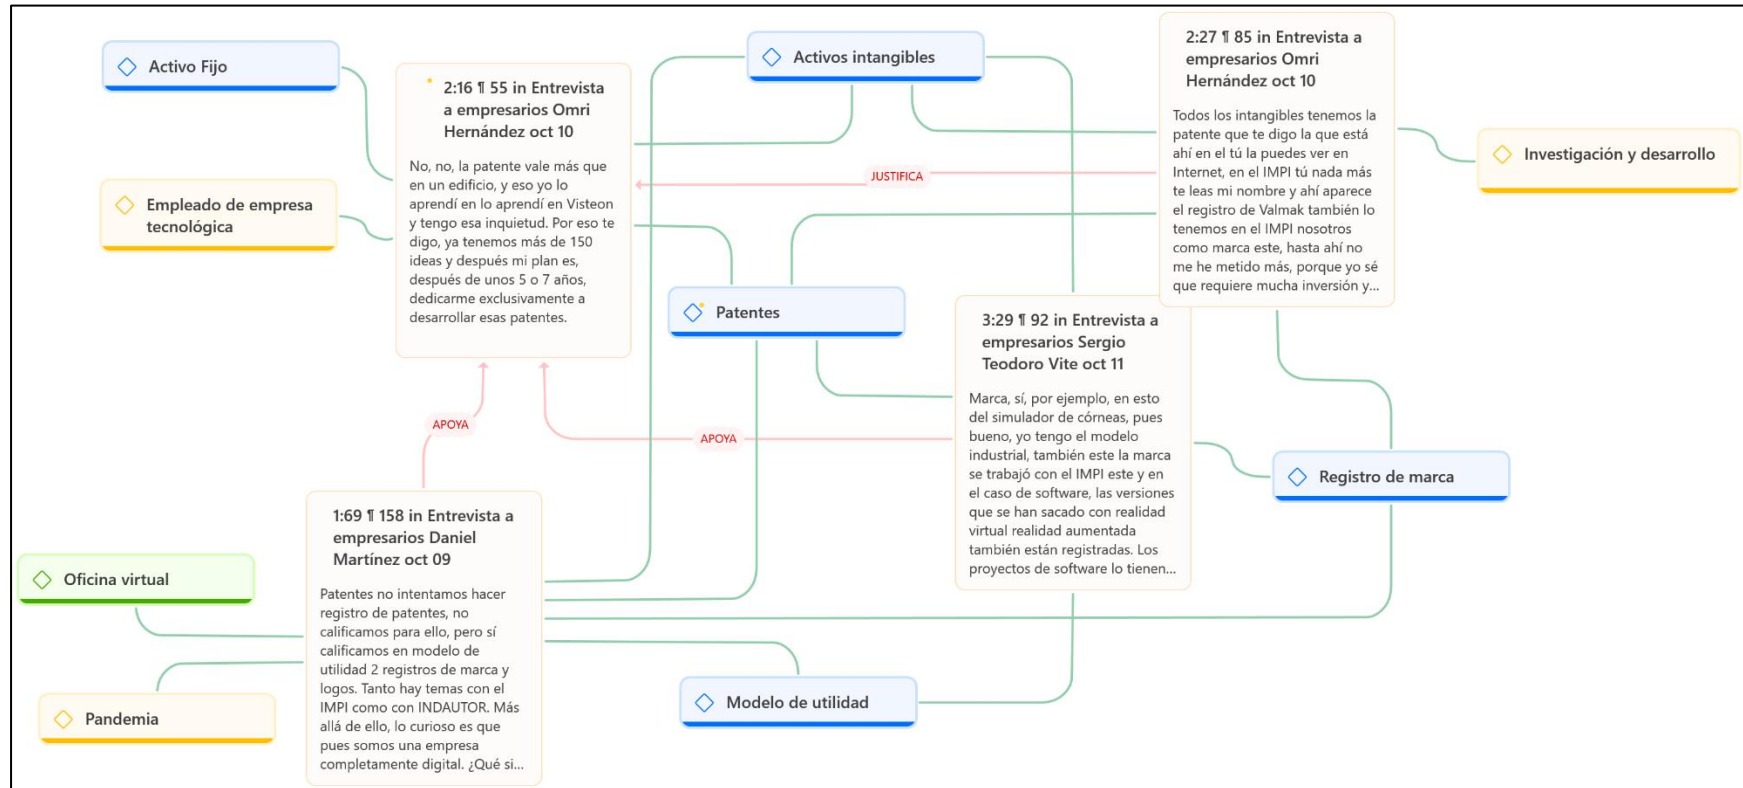 Activo Fijo
Empleado de empresa
tecnológica
2:16 ¶ 55 in Entrevista
a empresarios Omri
Hernández oct 10
No, no, la patente vale más que
en un edificio, y eso yo lo
aprendí en lo aprendí en Visteon
y tengo esa inquietud. Por eso te
digo, ya tenemos más de 150
ideas y después mi plan es,
después de unos 5 o 7 años,
dedicarme exclusivamente a
desarrollar esas patentes.
Activos intangibles
JUSTIFICA
2:27 ¶ 85 in Entrevista a
empresarios Omri
Hernández oct 10
Todos los intangibles tenemos la
patente que te digo la que está
ahí en el tú la puedes ver en
Internet, en el IMPI tú nada más
te leas mi nombre y ahí aparece
el registro de Valmak también lo
tenemos en el IMPI nosotros
como marca este, hasta ahí no
me he metido más, porque yo sé
que requiere mucha inversión y...
Investigación y desarrollo
Patentes
3:29 ¶ 92 in Entrevista a
empresarios Sergio
Teodoro Vite oct 11
Marca, sí, por ejemplo, en esto
del simulador de córneas, pues
bueno, yo tengo el modelo
industrial, también este la marca
se trabajó con el IMPI este y en
el caso de software, las versiones
que se han sacado con realidad
virtual realidad aumentada
también están registradas. Los
proyectos de software lo tienen...
APOYA
APOYA
Registro de marca
1:69 ¶ 158 in Entrevista a
empresarios Daniel
Martínez oct 09
Patentes no intentamos hacer
registro de patentes, no
calificamos para ello, pero sí
calificamos en modelo de
utilidad 2 registros de marca y
logos. Tanto hay temas con el
IMPI como con INDAUTOR. Más
allá de ello, lo curioso es que
pues somos una empresa
completamente digital. ¿Qué si...
Oficina virtual
Pandemia
Modelo de utilidad